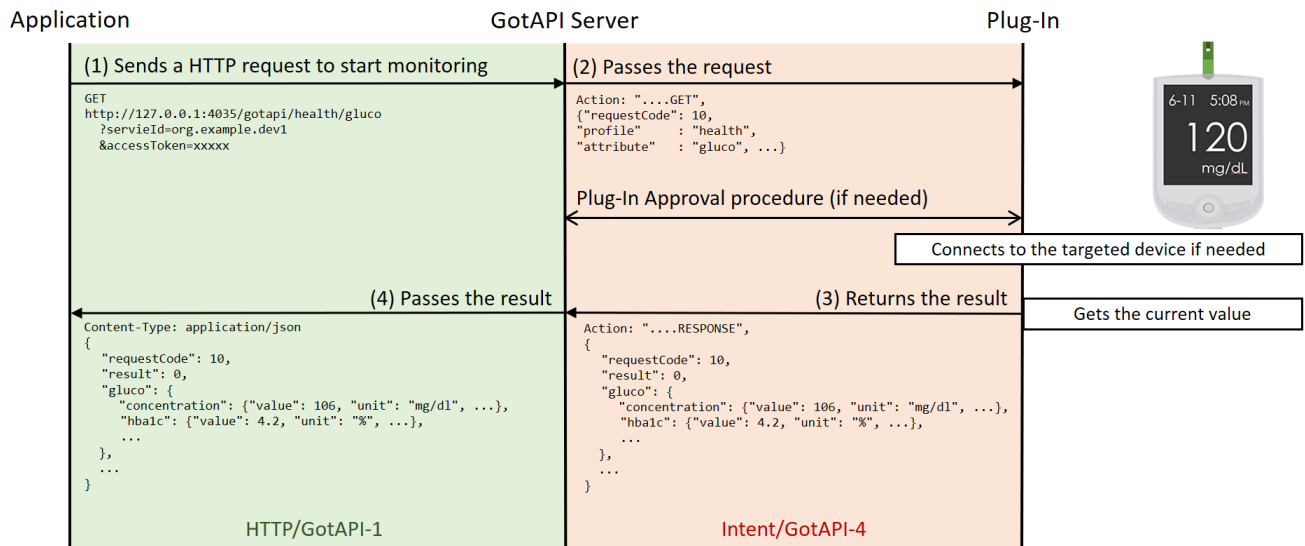 Application
GotAPI Server
Plug-In
(1) Sends a HTTP request to start monitoring
GET
http://127.0.0.1:4035/gotapi/health/gluco
?servieId=org.example.dev1
&accessToken=xxxxx
(2) Passes the request
Action: "....GET",
{"requestCode": 10,
"profile" : "health",
"attribute" : "gluco", ...}
6-11 5:08 PM
120
mg/dL
Plug-In Approval procedure (if needed)
Connects to the targeted device if needed
(4) Passes the result
Content-Type: application/json
{
"requestCode": 10,
"result": 0,
"gluco": {
"concentration": {"value": 106, "unit": "mg/dl", ...},
"hba1c": {"value": 4.2, "unit": "%", ...},
...
},
...
}
(3) Returns the result
Action: "....RESPONSE",
{
"requestCode": 10,
"result": 0,
"gluco": {
"concentration": {"value": 106, "unit": "mg/dl", ...},
"hba1c": {"value": 4.2, "unit": "%", ...},
...
},
...
}
Gets the current value
HTTP/GotAPI-1
Intent/GotAPI-4